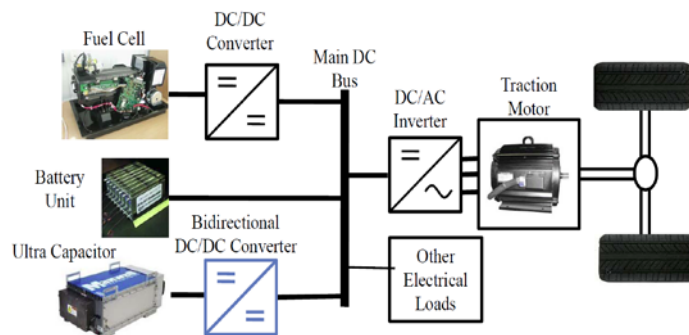 Fuel Cell
DC/DC
Converter
Main DC
Bus
DC/AC
Inverter
Traction
Motor
Battery
Unit
Ultra Capacitor
Bidirectional
DC/DC Converter
Other
Electrical
Loads